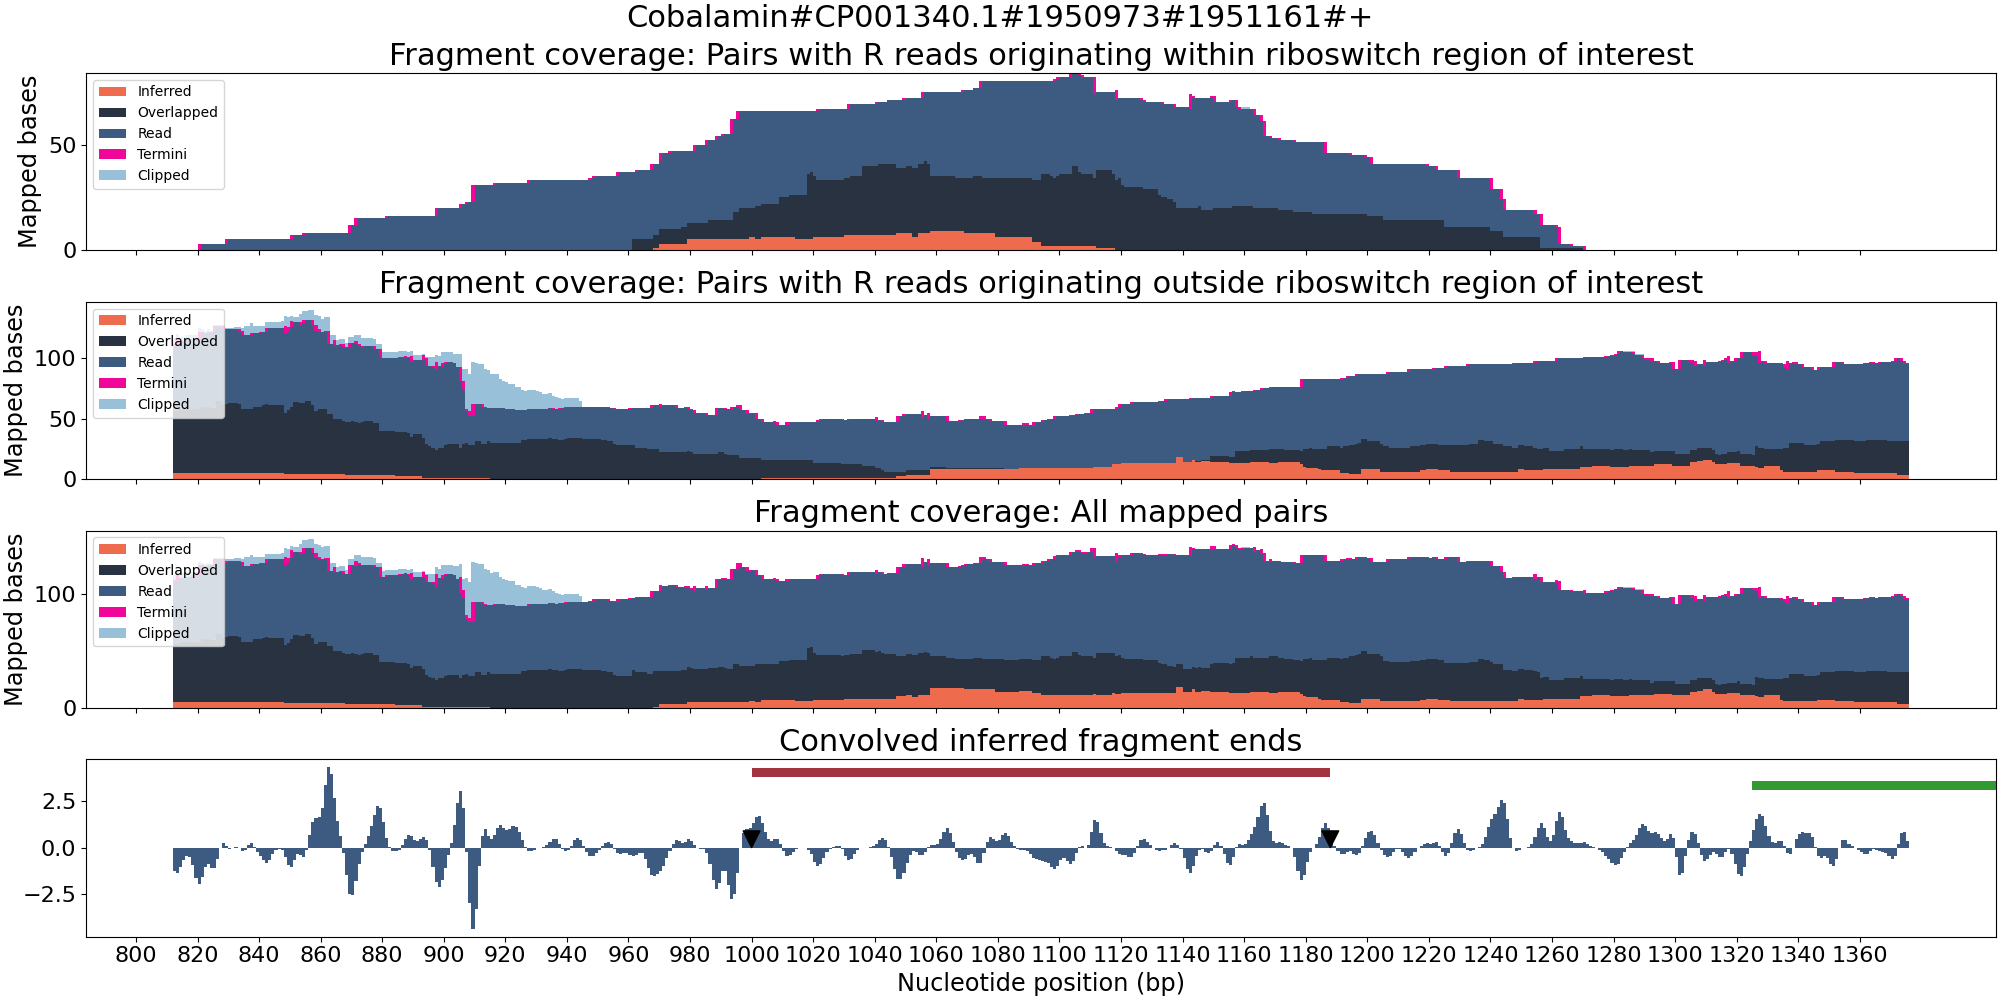 Cobalamin#CP001340.1#1950973#1951161#+
Fragment coverage: Pairs with R reads originating within riboswitch region of interest
Mapped bases
50
0
Inferred
Overlapped
Read
Termini
Clipped
Fragment coverage: Pairs with R reads originating outside riboswitch region of interest
Mapped bases
100
50
0
Inferred
Overlapped
Read
Termini
Clipped
Fragment coverage: All mapped pairs
Mapped bases
100
0
Inferred
Overlapped
Read
Termini
Clipped
Convolved inferred fragment ends
2.5
0.0
−2.5
800 820 840 860 880 900 920 940 960 980 1000 1020 1040 1060 1080 1100 1120 1140 1160 1180 1200 1220 1240 1260 1280 1300 1320 1340 1360
Nucleotide position (bp)